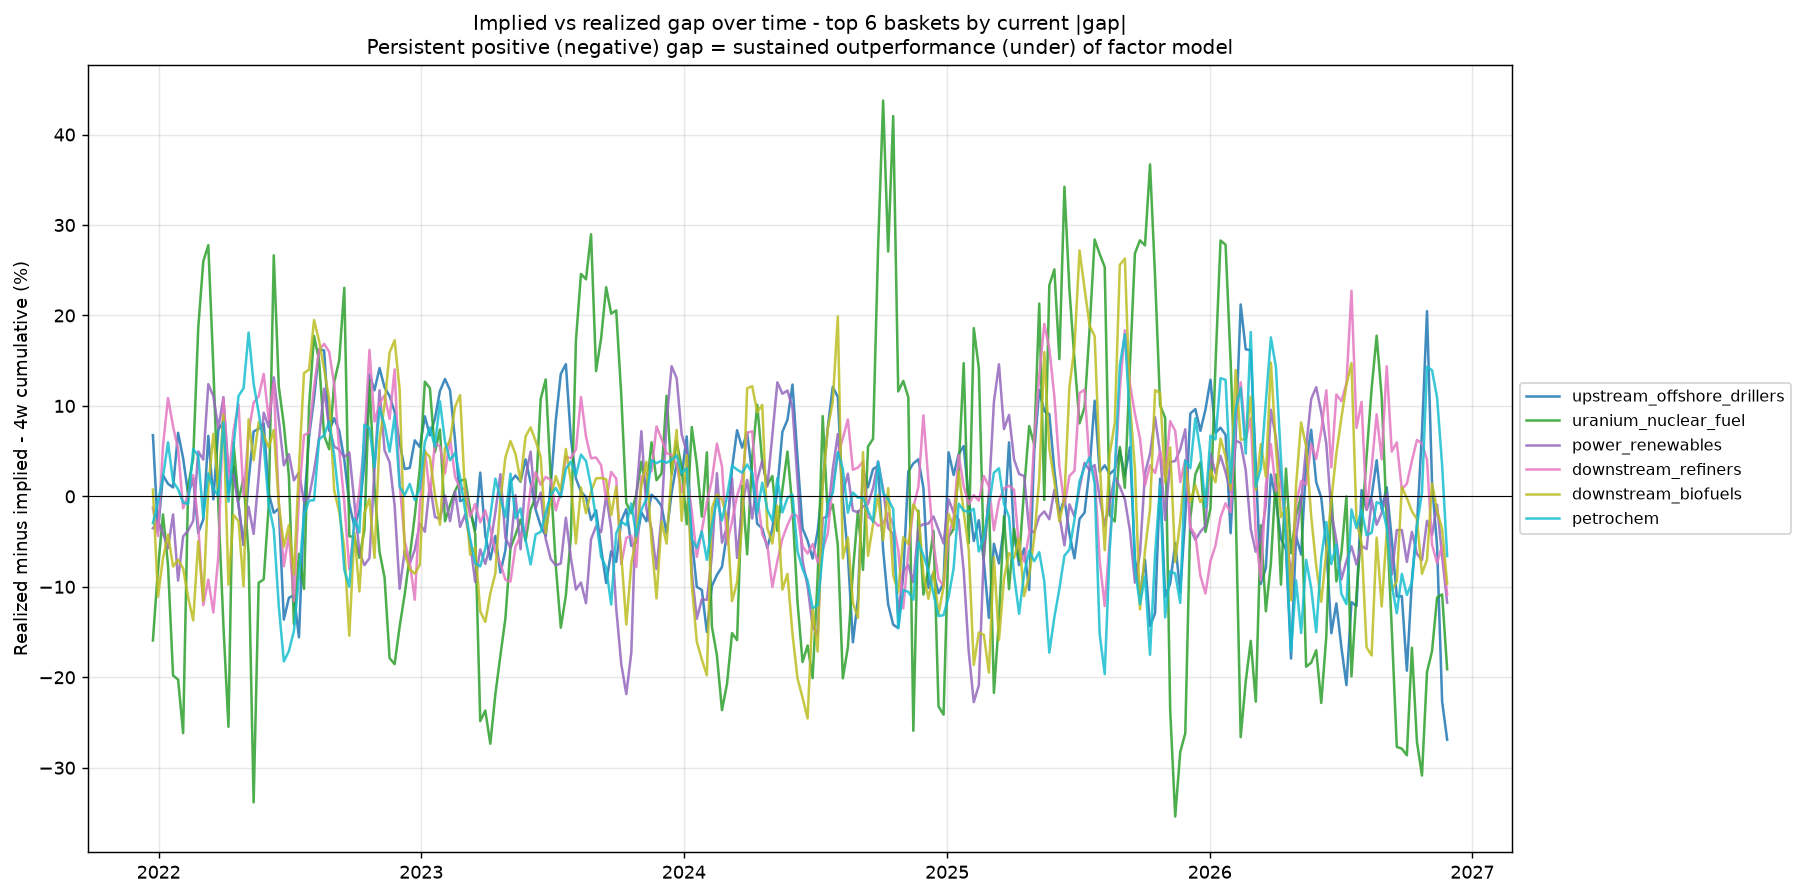 Implied vs realized gap over time - top 6 baskets by current |gap|
Persistent positive (negative) gap = sustained outperformance (under) of factor model
Realized minus implied - 4w cumulative (%)
40
30
20
10
0
−10
−20
−30
2022
2023
2024
2025
2026
2027
upstream_offshore_drillers
uranium_nuclear_fuel
power_renewables
downstream_refiners
downstream_biofuels
petrochem